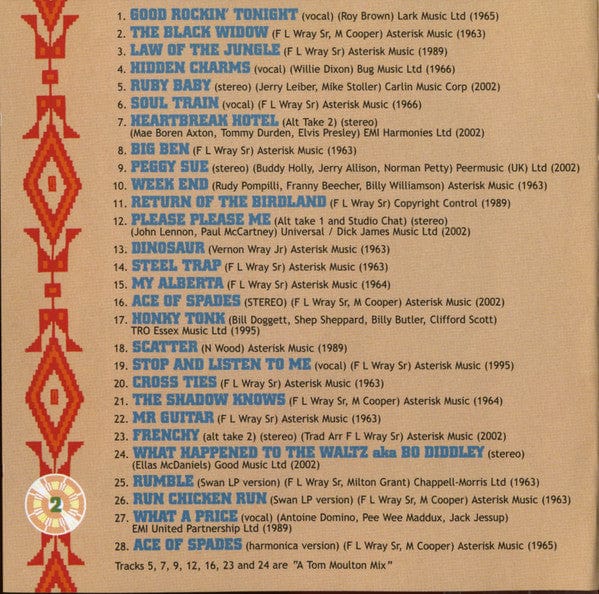 1. GOOD ROCKIN' TONIGHT (vocal) (Roy Brown) Lark Music Ltd (1965)
2. THE BLACK WIDOW (F L Wray Sr, M Cooper) Asterisk Music (1963)
3. LAW OF THE JUNGLE (F L Wray Sr) Asterisk Music (1989)
4. HIDDEN CHARMS (vocal) (Willie Dixon) Bug Music Ltd (1966)
5. RUBY BABY (stereo) (Jerry Leiber, Mike Stoller) Carlin Music Corp (2002)
6. SOUL TRAIN (vocal) (F L Wray Sr) Asterisk Music (1966)
7. HEARTBREAK HOTEL (Alt Take 2) (stereo)
(Mae Boren Axton, Tommy Durden, Elvis Presley) EMI Harmonies Ltd (2002)
8. BIG BEN (F L Wray Sr) Asterisk Music (1963)
9. PEGGY SUE (stereo) (Buddy Holly, Jerry Allison, Norman Petty) Peermusic (UK) Ltd (2002)
10. WEEK END (Rudy Pompilli, Franny Beecher, Billy Williamson) Asterisk Music (1963)
11. RETURN OF THE BIRDLAND (F L Wray Sr) Copyright Control (1989)
12. PLEASE PLEASE ME (Alt take 1 and Studio Chat) (stereo)
(John Lennon, Paul McCartney) Universal / Dick James Music Ltd (2002)
13. DINOSAUR (Vernon Wray Jr) Asterisk Music (1963)
14. STEEL TRAP (F L Wray Sr) Asterisk Music (1963)
15. MY ALBERTA (F L Wray Sr) Asterisk Music (1964)
16. ACE OF SPADES (STEREO) (F L Wray Sr, M Cooper) Asterisk Music (2002)
17. HONKY TONK (Bill Doggett, Shep Sheppard, Billy Butler, Clifford Scott)
TRO Essex Music Ltd (1995)
18. SCATTER (N Wood) Asterisk Music (1989)
19. STOP AND LISTEN TO ME (vocal) (F L Wray Sr) Asterisk Music (1995)
20. CROSS TIES (F L Wray Sr) Asterisk Music (1963)
21. THE SHADOW KNOWS (F L Wray Sr, M Cooper) Asterisk Music (1964)
22. MR GUITAR (F L Wray Sr) Asterisk Music (1963)
23. FRENCHY (alt take 2) (stereo) (Trad Arr F L Wray Sr) Asterisk Music (2002)
24. WHAT HAPPENED TO THE WALTZ aka BO DIDDLEY (stereo)
(Ellas McDaniels) Good Music Ltd (2002)
25. RUMBLE (Swan LP version) (F L Wray Sr, Milton Grant) Chappell-Morris Ltd (1963)
26. RUN CHICKEN RUN (Swan LP version) (F L Wray Sr, M Cooper) Asterisk Music (1963)
27. WHAT A PRICE (vocal) (Antoine Domino, Pee Wee Maddux, Jack Jessup)
EMI United Partnership Ltd (1989)
28. ACE OF SPADES (harmonica version) (F L Wray Sr, M Cooper) Asterisk Music (1965)
Tracks 5, 7, 9, 12, 16, 23 and 24 are "A Tom Moulton Mix"
2